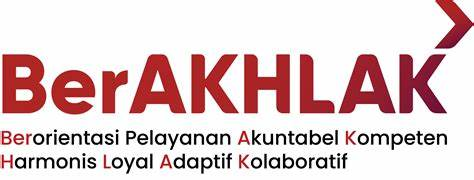 BerAKHLAK
Berorientasi Pelayanan Akuntabel Kompeten
Harmonis Loyal Adaptif Kolaboratif